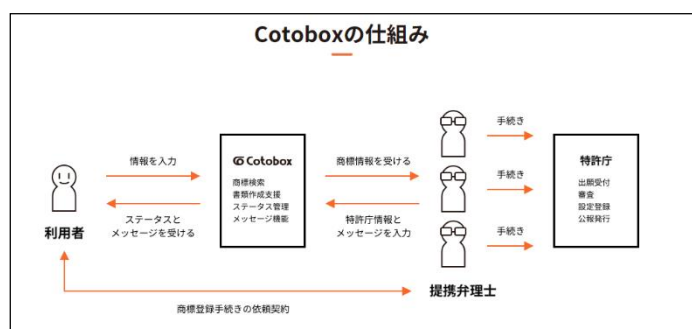 Cotoboxの仕組み
情報を入力
ステータスと
メッセージを受ける
利用者
Cotobox
商標検索
書類作成支援
ステータス管理
メッセージ機能
商標情報を受ける
特許庁情報と
メッセージを入力
提携弁理士
手続き
手続き
手続き
特許庁
出願受付
審査
設定登録
公報発行
商標登録手続きの依頼契約